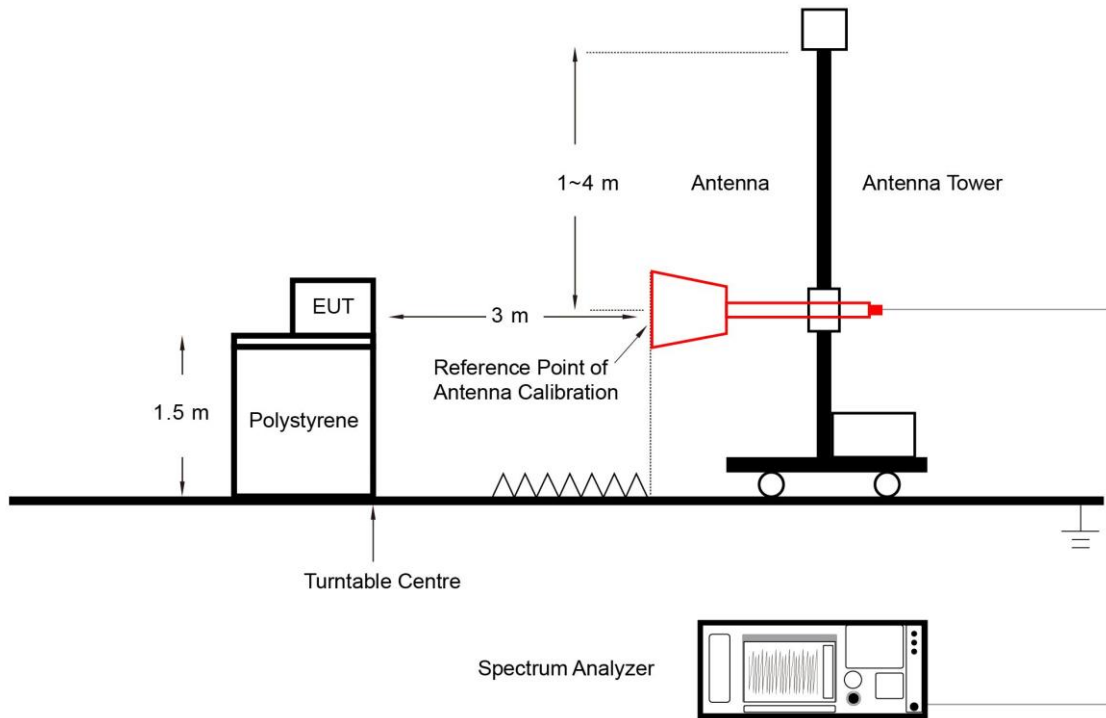 1~4 m
Antenna
Antenna Tower
EUT
3 m
Reference Point of
Antenna Calibration
1.5 m
Polystyrene
Turntable Centre
Spectrum Analyzer